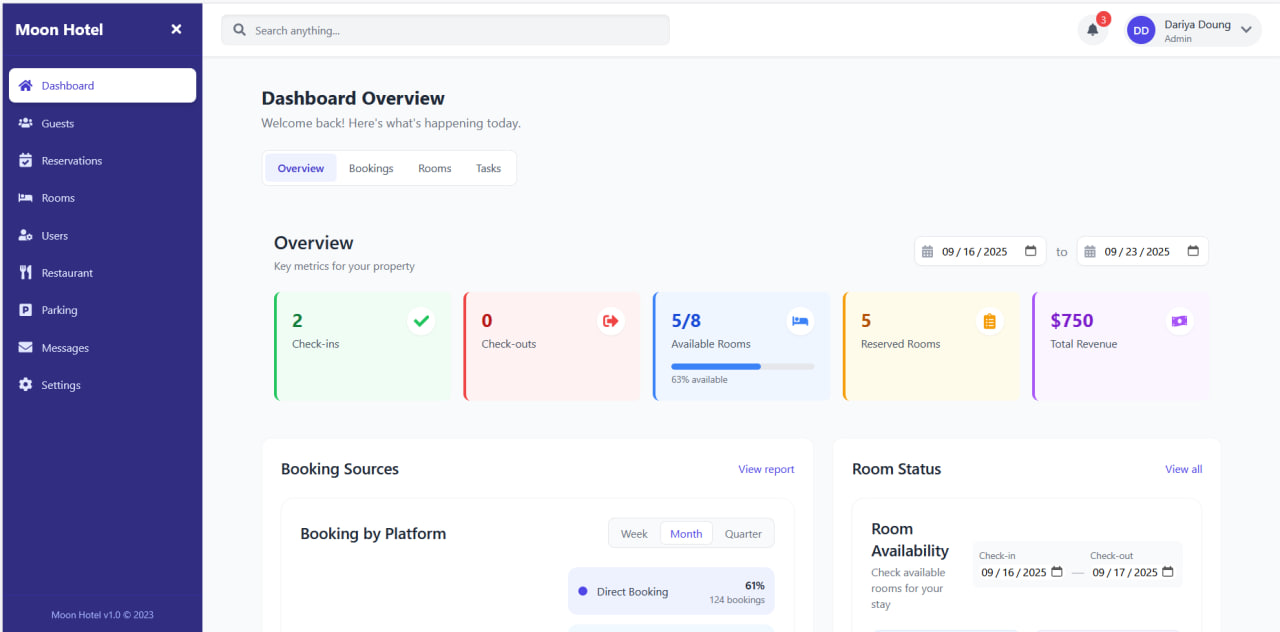 Moon Hotel
Search anything...
3
DD
Dariya Doung
Admin
Dashboard
Guests
Reservations
Rooms
Users
Restaurant
Parking
Messages
Settings
Moon Hotel v1.0 © 2023
Dashboard Overview
Welcome back! Here's what's happening today.
Overview Bookings Rooms Tasks
Overview
Key metrics for your property
09 / 16 / 2025 to 09 / 23 / 2025
2
Check-ins
0
Check-outs
5/8
Available Rooms
63% available
5
Reserved Rooms
$750
Total Revenue
Booking Sources
View report
Booking by Platform
Week Month Quarter
Direct Booking
61%
124 bookings
Room Status
View all
Room
Availability
Check available
rooms for your
stay
Check-in
09 / 16 / 2025
—
Check-out
09 / 17 / 2025